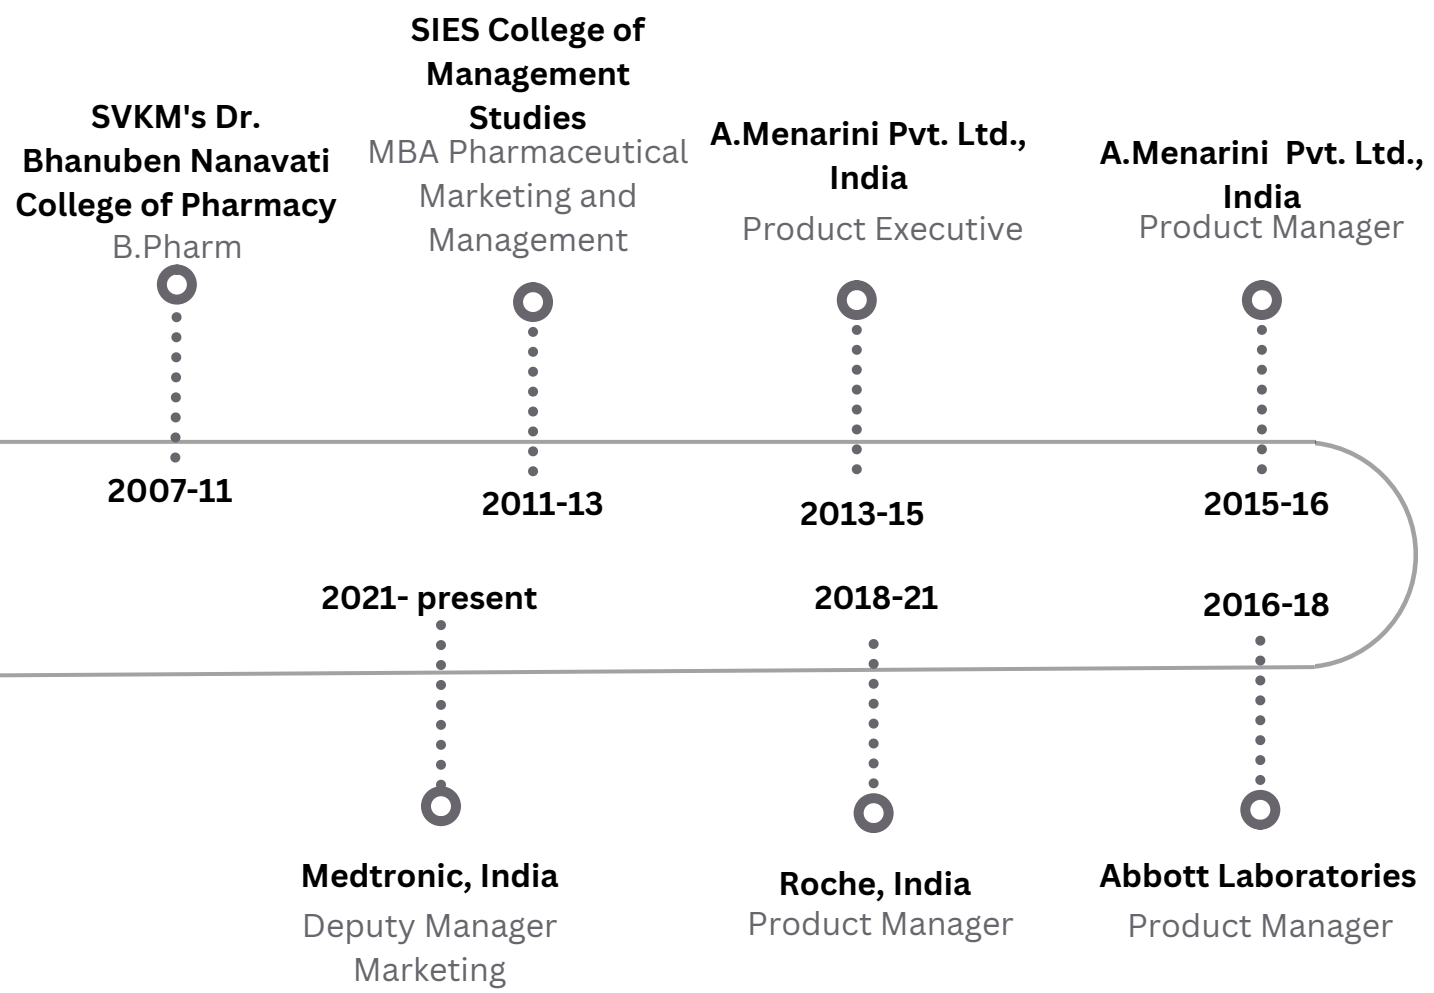 SVKM's Dr.
Bhanuben Nanavati
College of Pharmacy
B.Pharm
2007-11
SIES College of
Management
Studies
MBA Pharmaceutical
Marketing and
Management
2011-13
A.Menarini Pvt. Ltd.,
India
Product Executive
2013-15
A.Menarini  Pvt. Ltd.,
India
Product Manager
2015-16
2016-18
Abbott Laboratories
Product Manager
2018-21
Roche, India
Product Manager
2021- present
Medtronic, India
Deputy Manager
Marketing